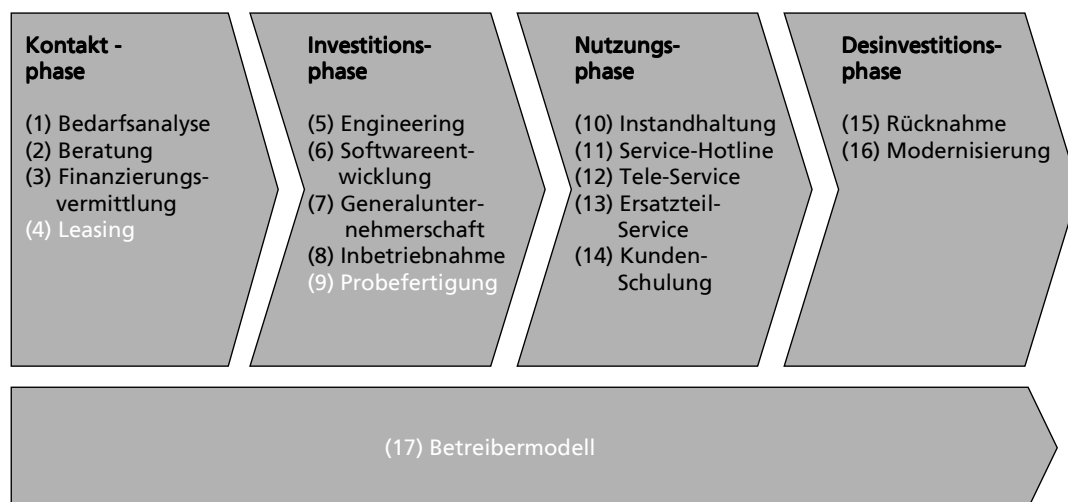 Kontakt -
phase
(1) Bedarfsanalyse
(2) Beratung
(3) Finanzierungs-
vermittlung
(4) Leasing
Investitions-
phase
(5) Engineering
(6) Softwareent-
wicklung
(7) Generalunter-
nehmerschaft
(8) Inbetriebnahme
(9) Probefertigung
Nutzungs-
phase
(10) Instandhaltung
(11) Service-Hotline
(12) Tele-Service
(13) Ersatzteil-
Service
(14) Kunden-
Schulung
Desinvestitions-
phase
(15) Rücknahme
(16) Modernisierung
(17) Betreibermodell